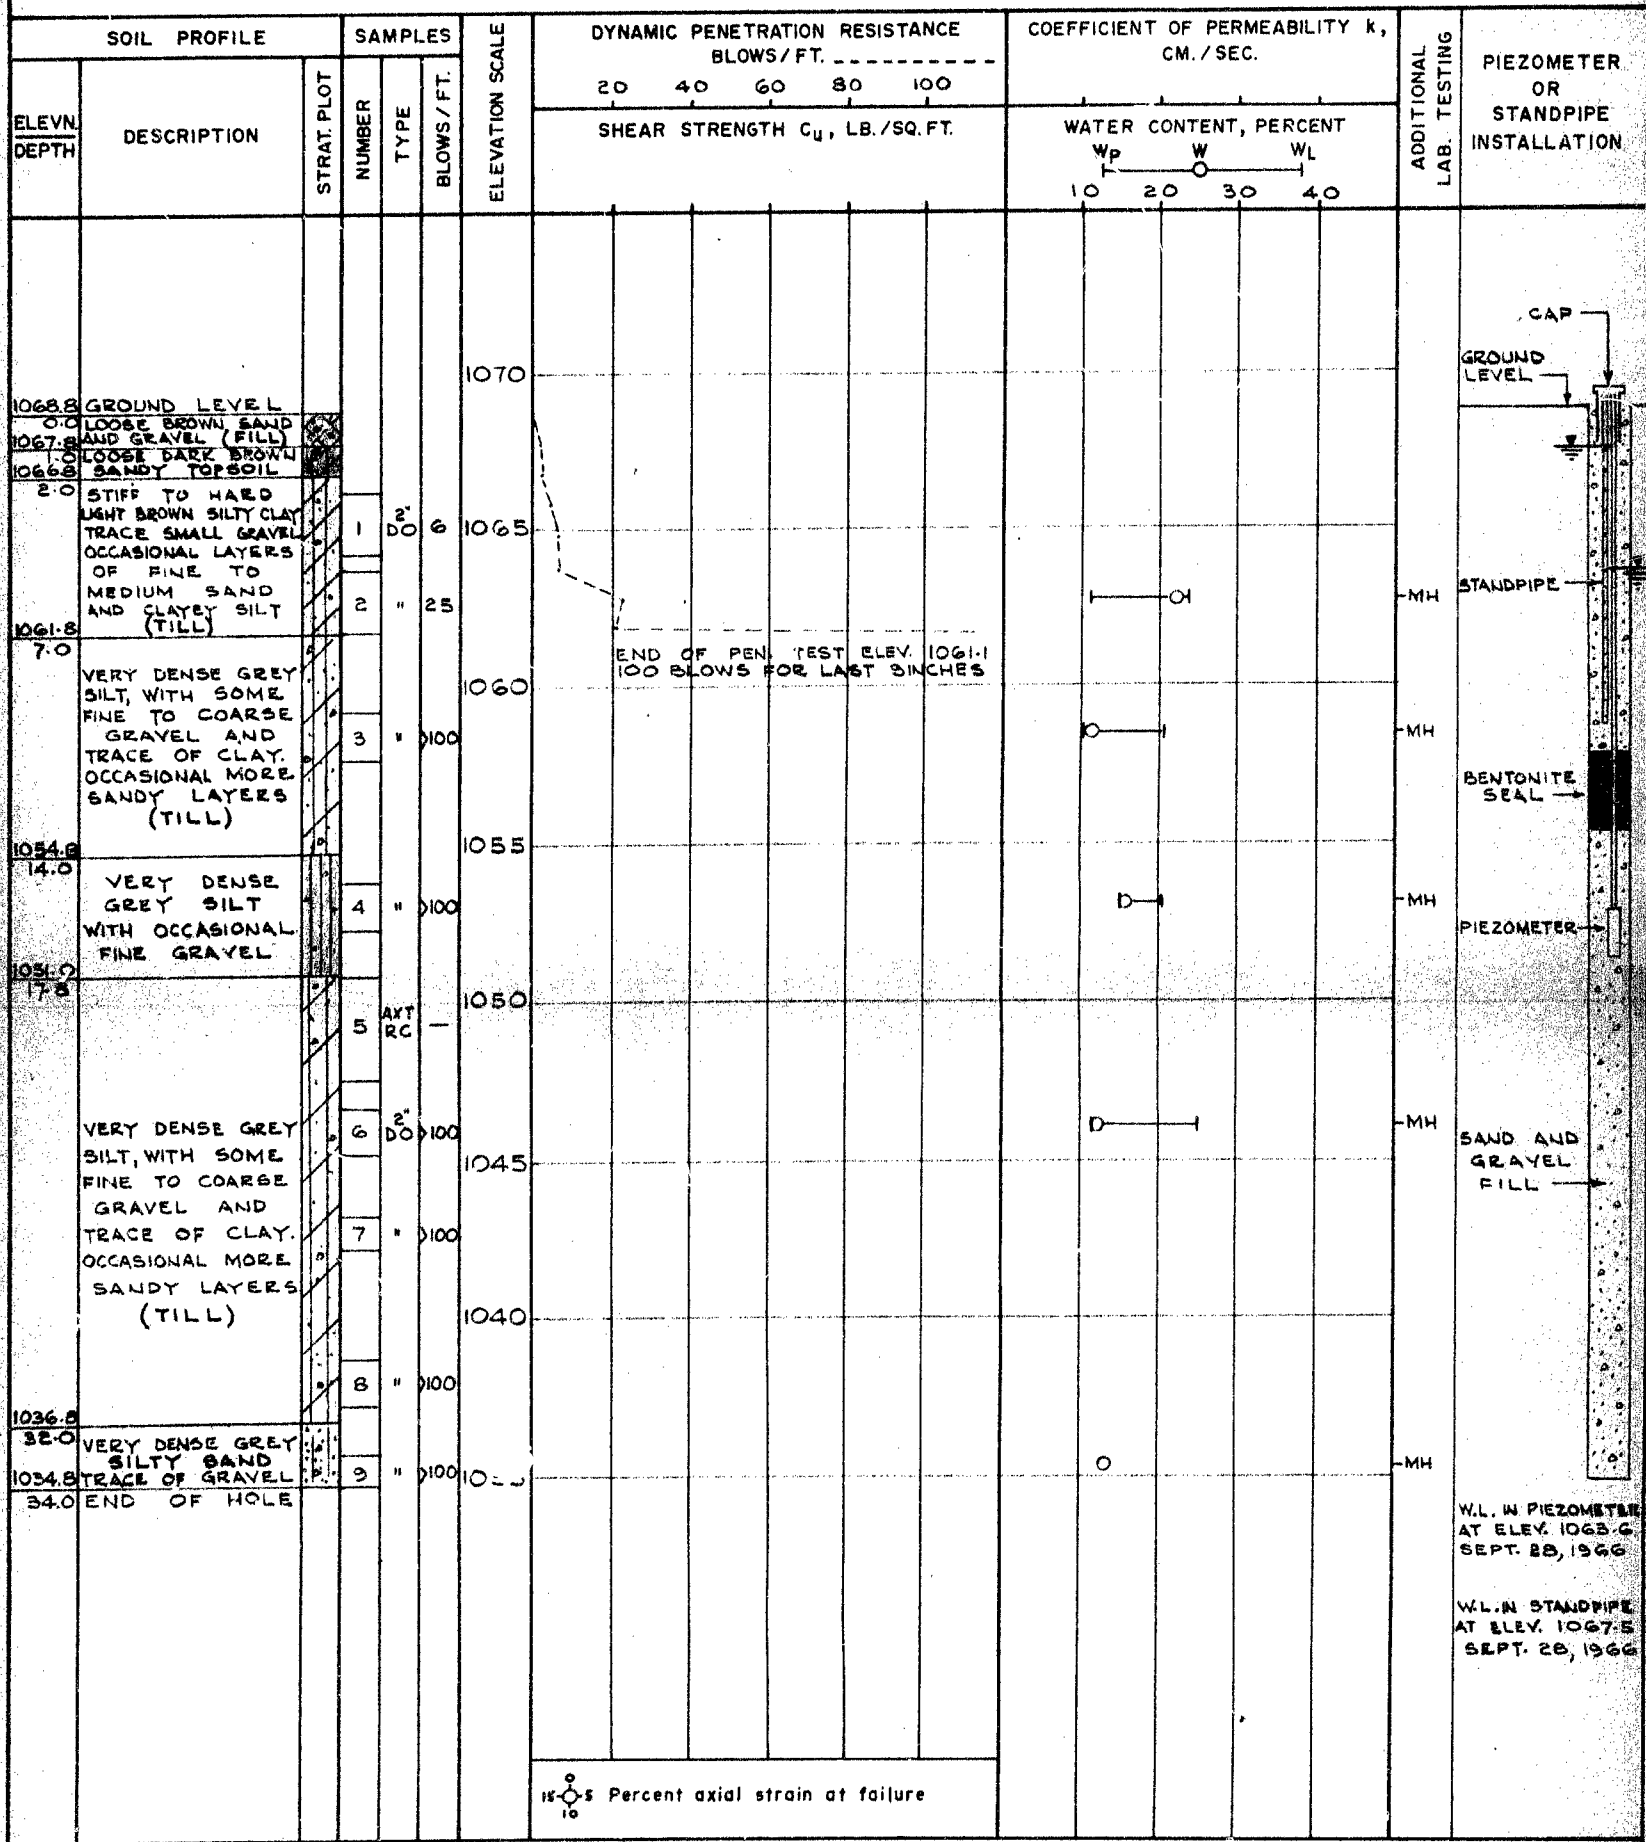 SOIL PROFILE
SAMPLES
ELEVATION SCALE
DYNAMIC PENETRATION RESISTANCE
BLOWS/FT. ----------
20 40 60 80 100
SHEAR STRENGTH Cu, LB./SQ.FT.
COEFFICIENT OF PERMEABILITY k,
CM./SEC.
WATER CONTENT, PERCENT
WP W WL
10 20 30 40
ADDITIONAL
LAB. TESTING
PIEZOMETER
OR
STANDPIPE
INSTALLATION
ELEVN.
DEPTH
DESCRIPTION
STRAT. PLOT
NUMBER
TYPE
BLOWS/FT.
1068.8 GROUND LEVEL
0.0 LOOSE BROWN SAND
AND GRAVEL (FILL)
1067.8
1.0 LOOSE DARK BROWN
SANDY TOPSOIL
1066.8
2.0
STIFF TO HARD
LIGHT BROWN SILTY CLAY
TRACE SMALL GRAVEL
OCCASIONAL LAYERS
OF FINE TO
MEDIUM SAND
AND CLAYEY SILT
(TILL)
1061.8
7.0
VERY DENSE GREY
SILT, WITH SOME
FINE TO COARSE
GRAVEL AND
TRACE OF CLAY.
OCCASIONAL MORE
SANDY LAYERS
(TILL)
1054.8
14.0
VERY DENSE
GREY SILT
WITH OCCASIONAL
FINE GRAVEL
1051.0
17.8
VERY DENSE GREY
SILT, WITH SOME
FINE TO COARSE
GRAVEL AND
TRACE OF CLAY.
OCCASIONAL MORE
SANDY LAYERS
(TILL)
1036.8
32.0
VERY DENSE GREY
SILTY SAND
TRACE OF GRAVEL
1034.8
34.0 END OF HOLE
1 2" DO 6
2 " 25
3 " >100
4 " >100
5 AXT RC —
6 2" DO >100
7 " >100
8 " >100
9 " >100
1070
1065
1060
1055
1050
1045
1040
END OF PEN. TEST ELEV. 1061.1
100 BLOWS FOR LAST 3INCHES
MH
MH
MH
MH
MH
CAP
GROUND
LEVEL
STANDPIPE
BENTONITE
SEAL
PIEZOMETER
SAND AND
GRAVEL
FILL
W.L. IN PIEZOMETER
AT ELEV. 1063.6
SEPT. 28, 1966
W.L. IN STANDPIPE
AT ELEV. 1067.5
SEPT. 28, 1966
0
15 5 Percent axial strain at failure
10